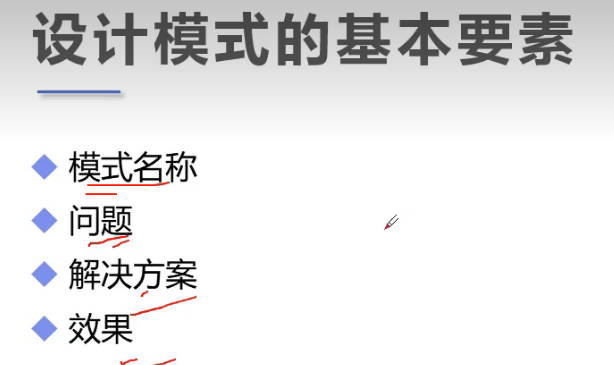 设计模式的基本要素
模式名称
问题
解决方案
效果